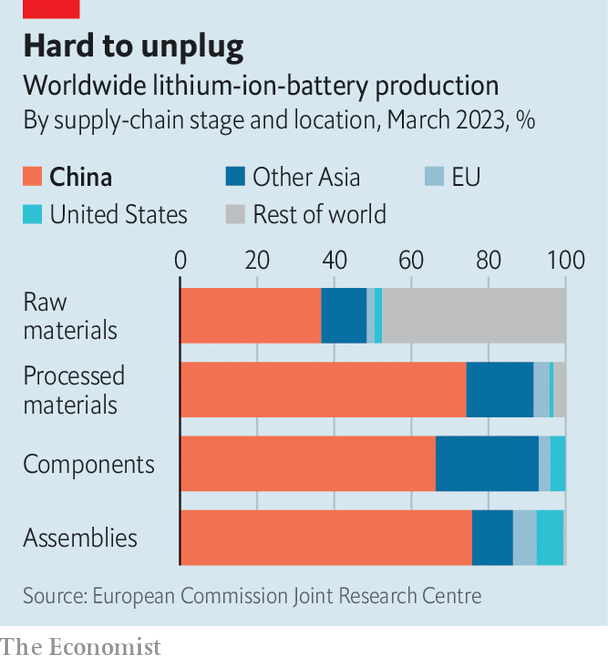 Hard to unplug
Worldwide lithium-ion-battery production
By supply-chain stage and location, March 2023, %
China
Other Asia
EU
United States
Rest of world
0 20 40 60 80 100
Raw
materials
Processed
materials
Components
Assemblies
Source: European Commission Joint Research Centre
The Economist